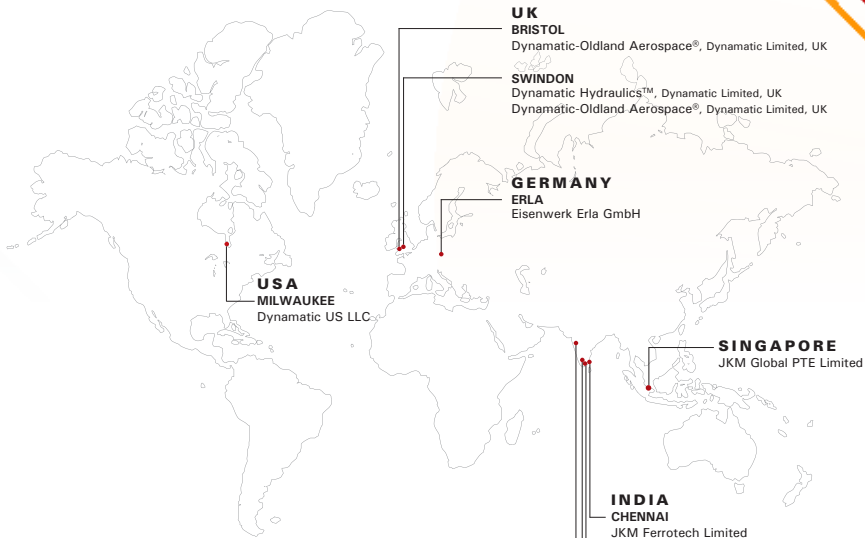 UK
BRISTOL
Dynamatic-Oldland Aerospace®, Dynamatic Limited, UK
SWINDON
Dynamatic Hydraulics™, Dynamatic Limited, UK
Dynamatic-Oldland Aerospace®, Dynamatic Limited, UK
GERMANY
ERLA
Eisenwerk Erla GmbH
USA
MILWAUKEE
Dynamatic US LLC
SINGAPORE
JKM Global PTE Limited
INDIA
CHENNAI
JKM Ferrotech Limited